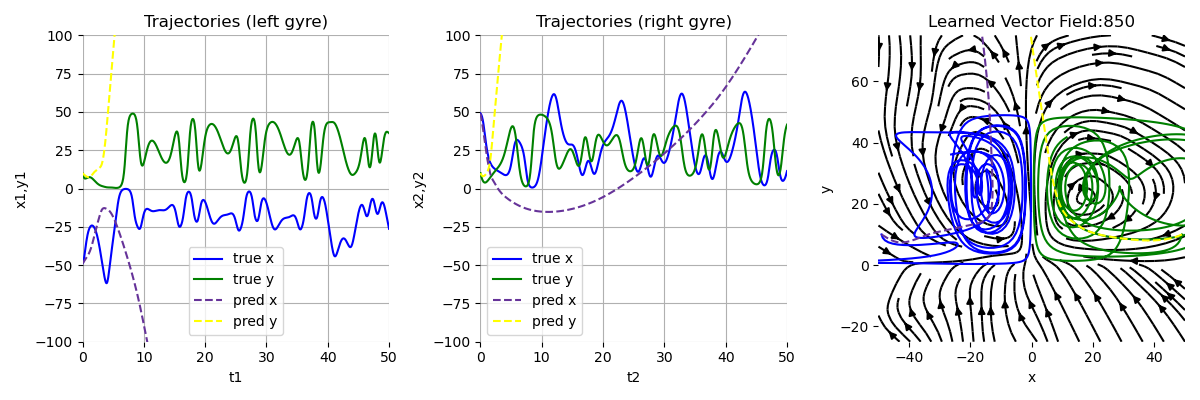 Trajectories (left gyre)
x1,y1
100
75
50
25
0
−25
−50
−75
−100
true x
true y
pred x
pred y
0 10 20 30 40 50
t1
Trajectories (right gyre)
x2,y2
100
75
50
25
0
−25
−50
−75
−100
true x
true y
pred x
pred y
0 10 20 30 40 50
t2
Learned Vector Field:850
y
60
40
20
0
−20
−40 −20 0 20 40
x